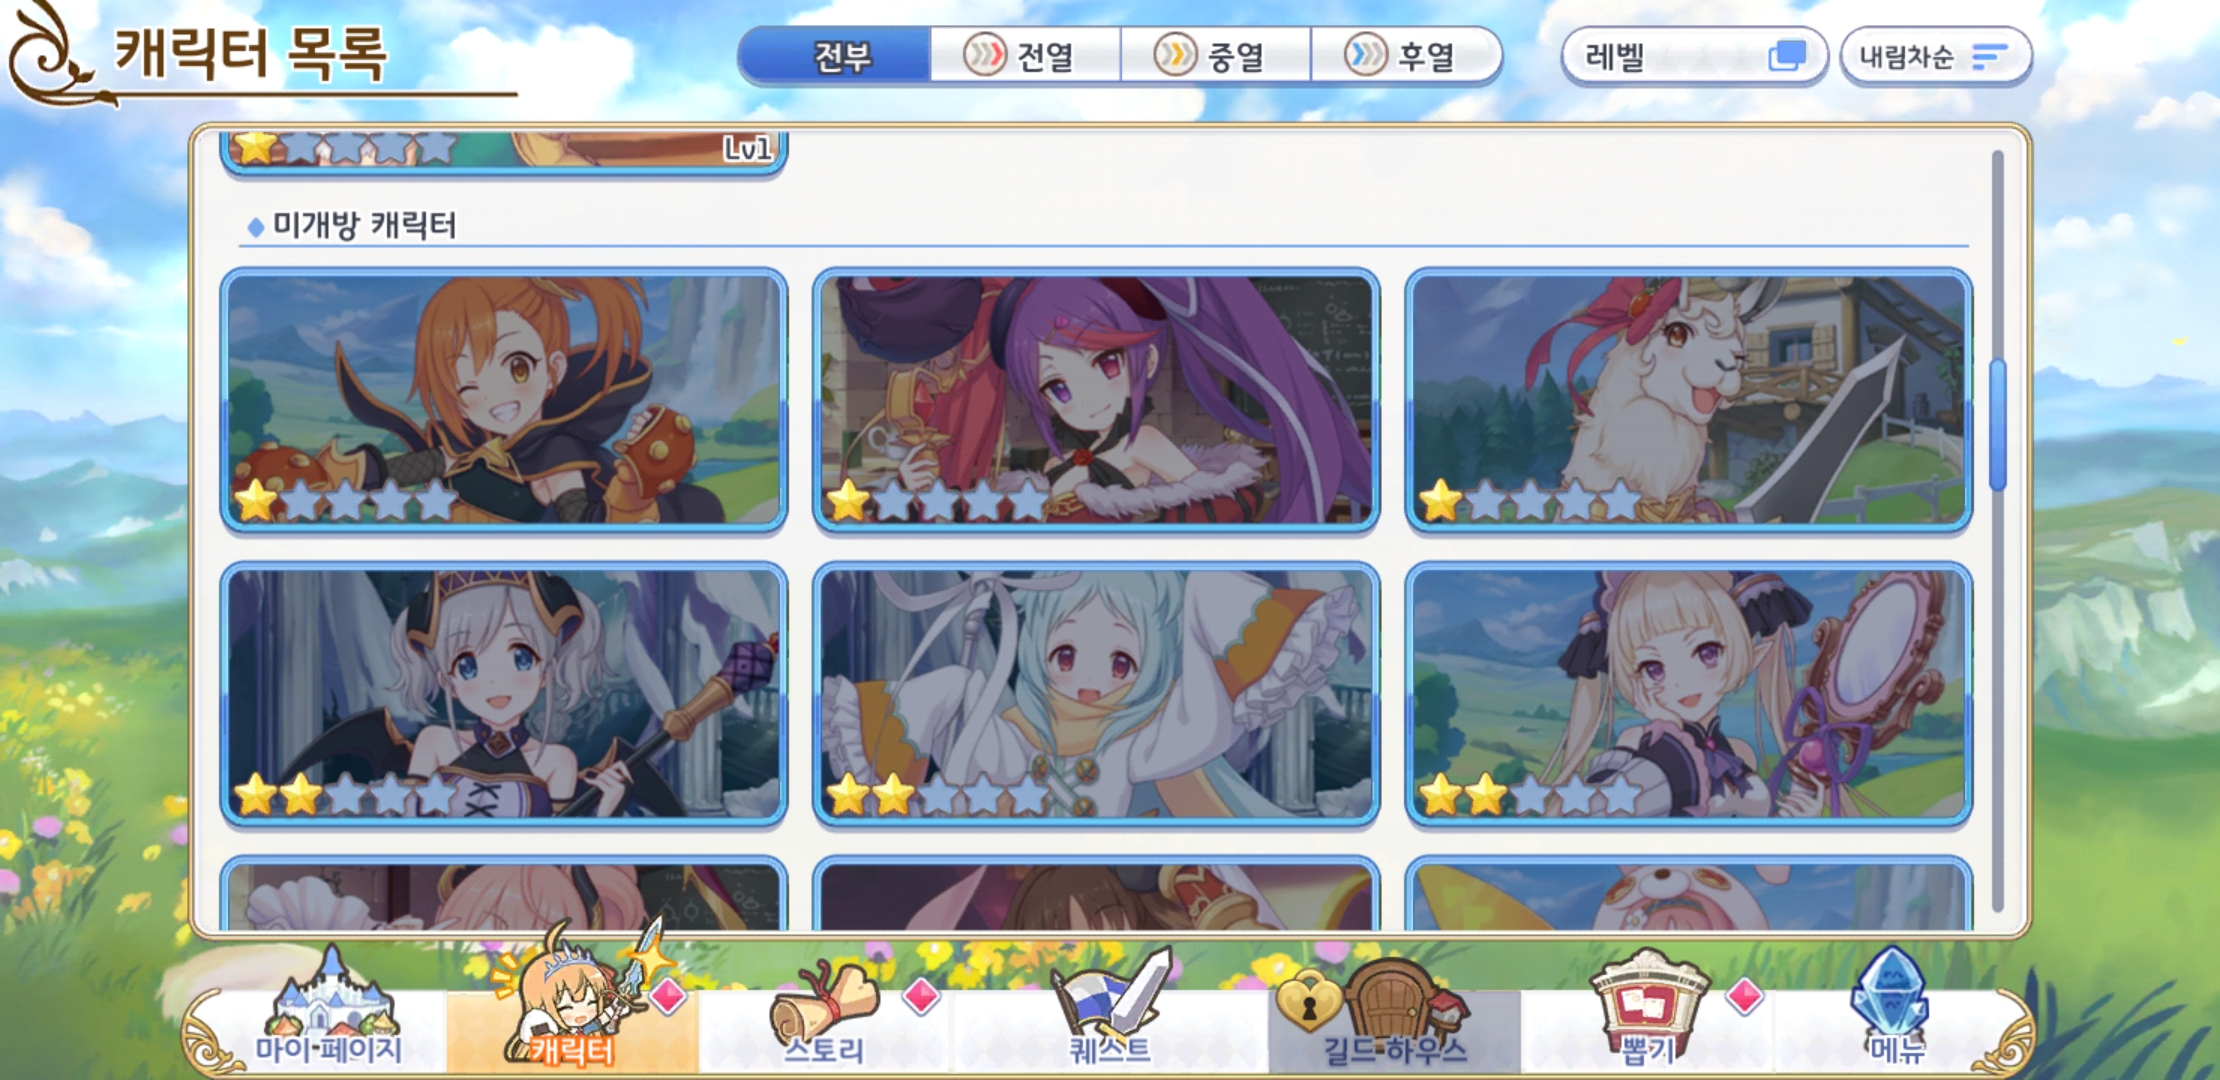 캐릭터 목록
전부
전열
중열
후열
레벨
내림차순
Lv1
미개방 캐릭터
마이 페이지
캐릭터
스토리
퀘스트
길드 하우스
뽑기
메뉴